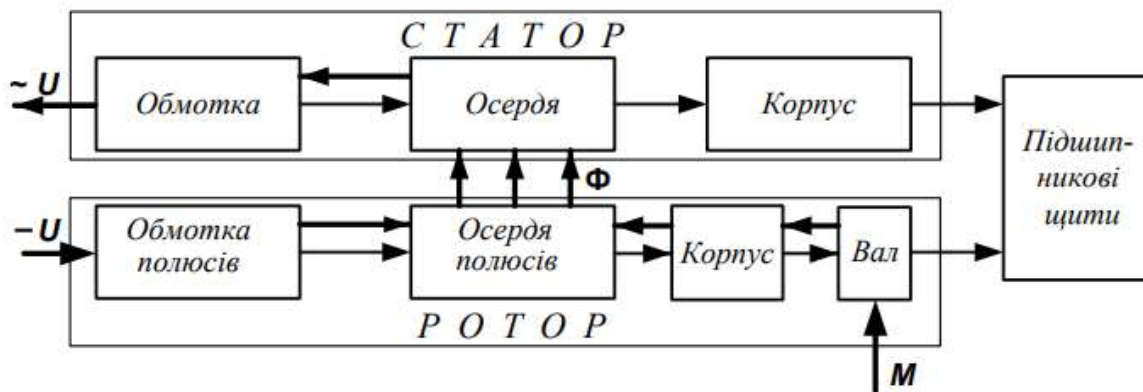 С Т А Т О Р
~ U
Обмотка
Осердя
Корпус
Підшип-
никові
щити
Ф
– U
Обмотка
полюсів
Осердя
полюсів
Корпус
Вал
Р О Т О Р
М